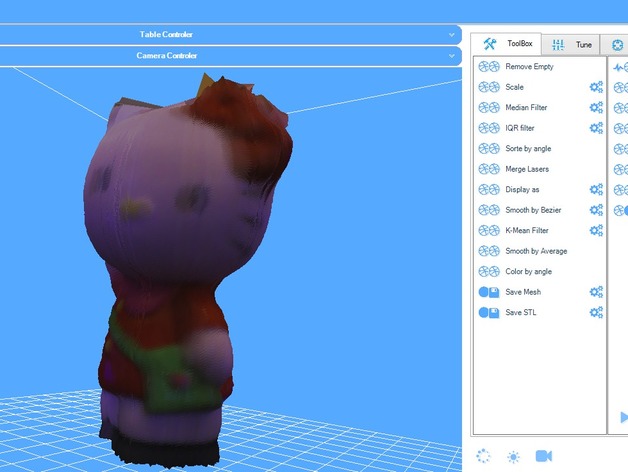 Table Controler
Camera Controler
ToolBox
Tune
Remove Empty
Scale
Median Filter
IQR filter
Sorte by angle
Merge Lasers
Display as
Smooth by Bezier
K-Mean Filter
Smooth by Average
Color by angle
Save Mesh
Save STL